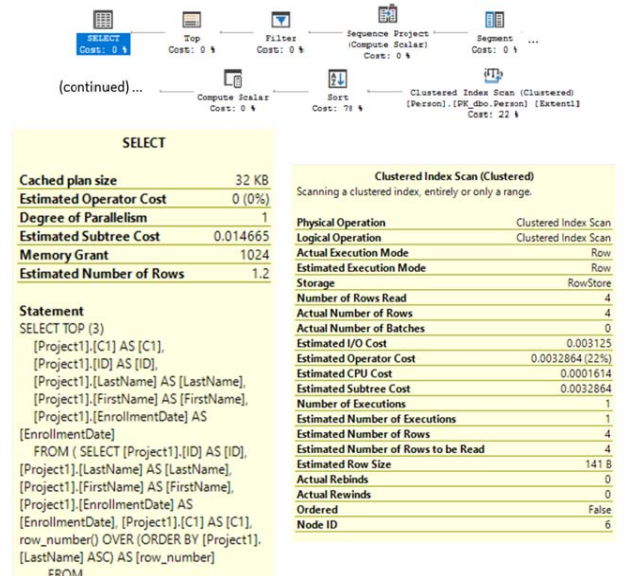 SELECT
Cost: 0 %
Top
Cost: 0 %
Filter
Cost: 0 %
Sequence Project
(Compute Scalar)
Cost: 0 %
Segment
Cost: 0 %
...
(continued) ...
Compute Scalar
Cost: 0 %
Sort
Cost: 78 %
Clustered Index Scan (Clustered)
[Person].[PK_dbo.Person] [Extent1]
Cost: 22 %
SELECT
Cached plan size 32 KB
Estimated Operator Cost 0 (0%)
Degree of Parallelism 1
Estimated Subtree Cost 0.014665
Memory Grant 1024
Estimated Number of Rows 1.2
Statement
SELECT TOP (3)
[Project1].[C1] AS [C1],
[Project1].[ID] AS [ID],
[Project1].[LastName] AS [LastName],
[Project1].[FirstName] AS [FirstName],
[Project1].[EnrollmentDate] AS
[EnrollmentDate]
FROM ( SELECT [Project1].[ID] AS [ID],
[Project1].[LastName] AS [LastName],
[Project1].[FirstName] AS [FirstName],
[Project1].[EnrollmentDate] AS
[EnrollmentDate], [Project1].[C1] AS [C1],
row_number() OVER (ORDER BY [Project1].
[LastName] ASC) AS [row_number]
FROM
Clustered Index Scan (Clustered)
Scanning a clustered index, entirely or only a range.
Physical Operation Clustered Index Scan
Logical Operation Clustered Index Scan
Actual Execution Mode Row
Estimated Execution Mode Row
Storage RowStore
Number of Rows Read 4
Actual Number of Rows 4
Actual Number of Batches 0
Estimated I/O Cost 0.003125
Estimated Operator Cost 0.0032864 (22%)
Estimated CPU Cost 0.0001614
Estimated Subtree Cost 0.0032864
Number of Executions 1
Estimated Number of Executions 1
Estimated Number of Rows 4
Estimated Number of Rows to be Read 4
Estimated Row Size 141 B
Actual Rebinds 0
Actual Rewinds 0
Ordered False
Node ID 6